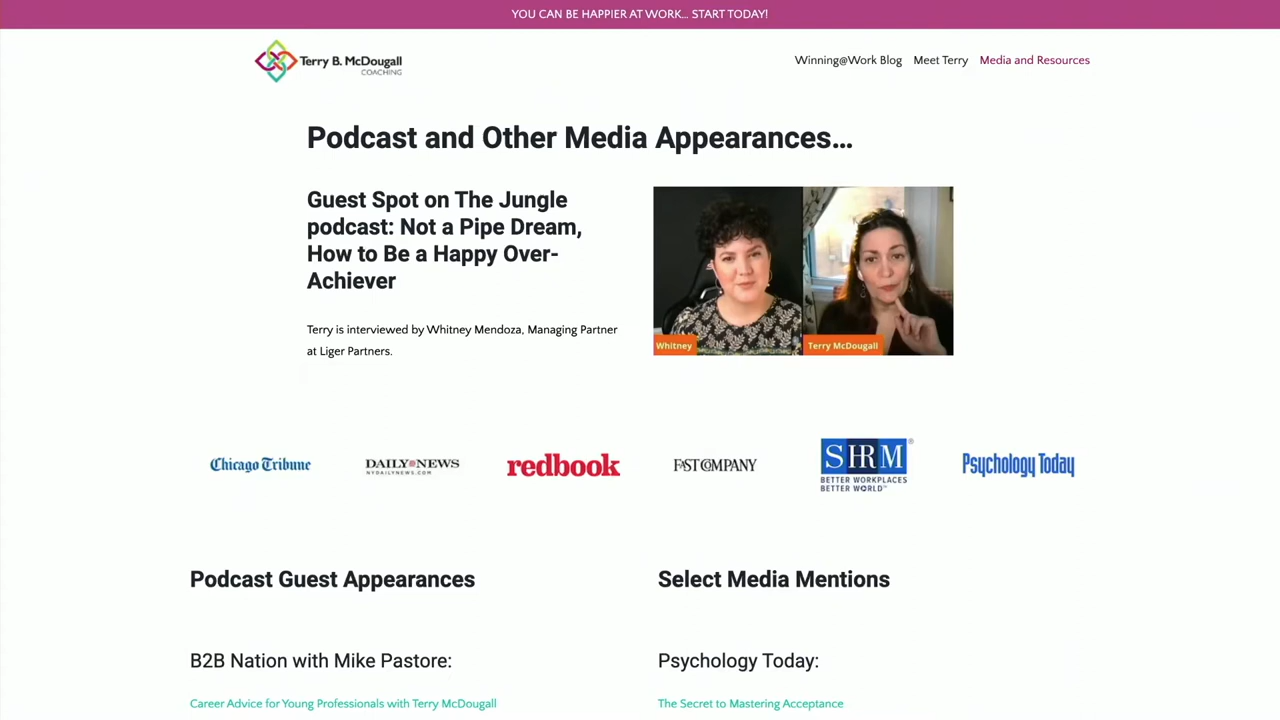 YOU CAN BE HAPPIER AT WORK... START TODAY!
Terry B. McDougall
COACHING
Winning@Work Blog
Meet Terry
Media and Resources
Podcast and Other Media Appearances...
Guest Spot on The Jungle
podcast: Not a Pipe Dream,
How to Be a Happy Over-
Achiever
Terry is interviewed by Whitney Mendoza, Managing Partner
at Liger Partners.
Whitney
Terry McDougall
Chicago Tribune
DAILY NEWS
NYDAILYNEWS.COM
redbook
FAST COMPANY
SHRM®
BETTER WORKPLACES
BETTER WORLD™
Psychology Today
Podcast Guest Appearances
Select Media Mentions
B2B Nation with Mike Pastore:
Psychology Today:
Career Advice for Young Professionals with Terry McDougall
The Secret to Mastering Acceptance